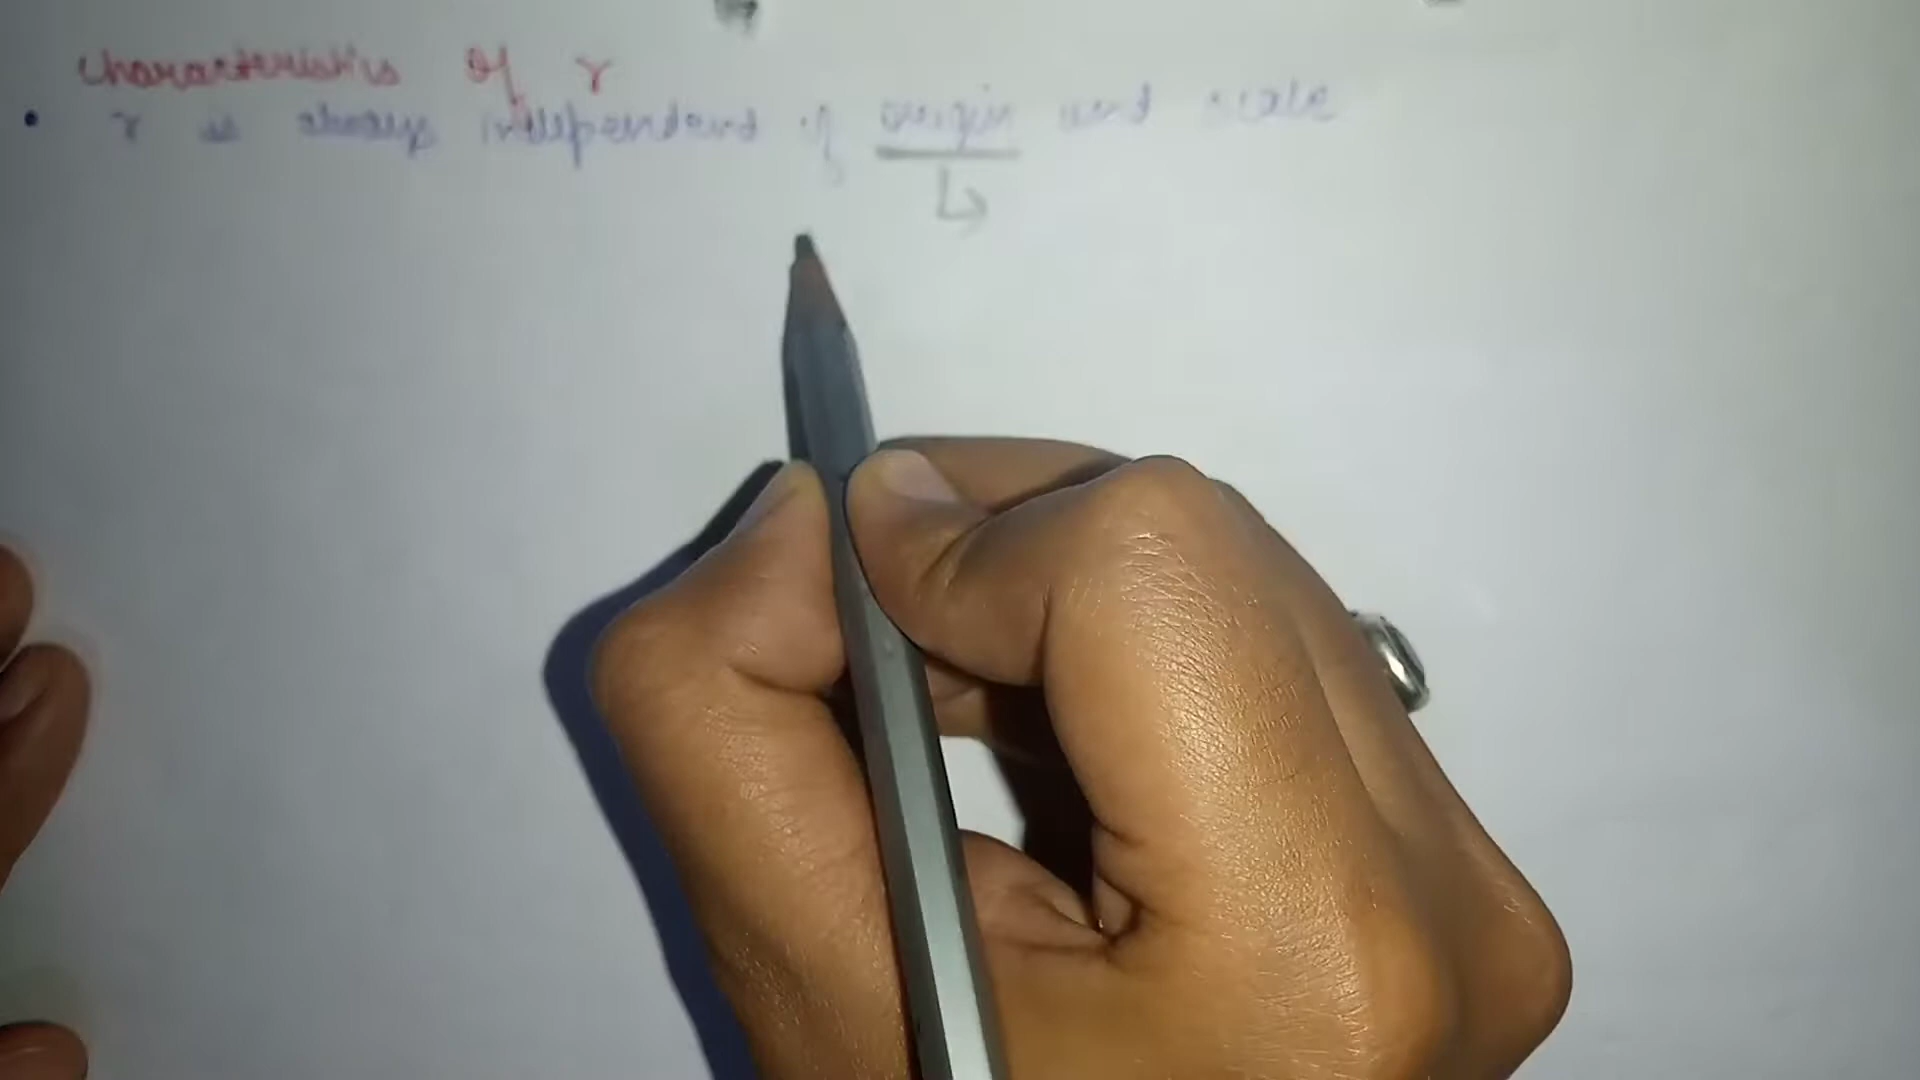 characteristics of r
• r is always independent of origin and scale